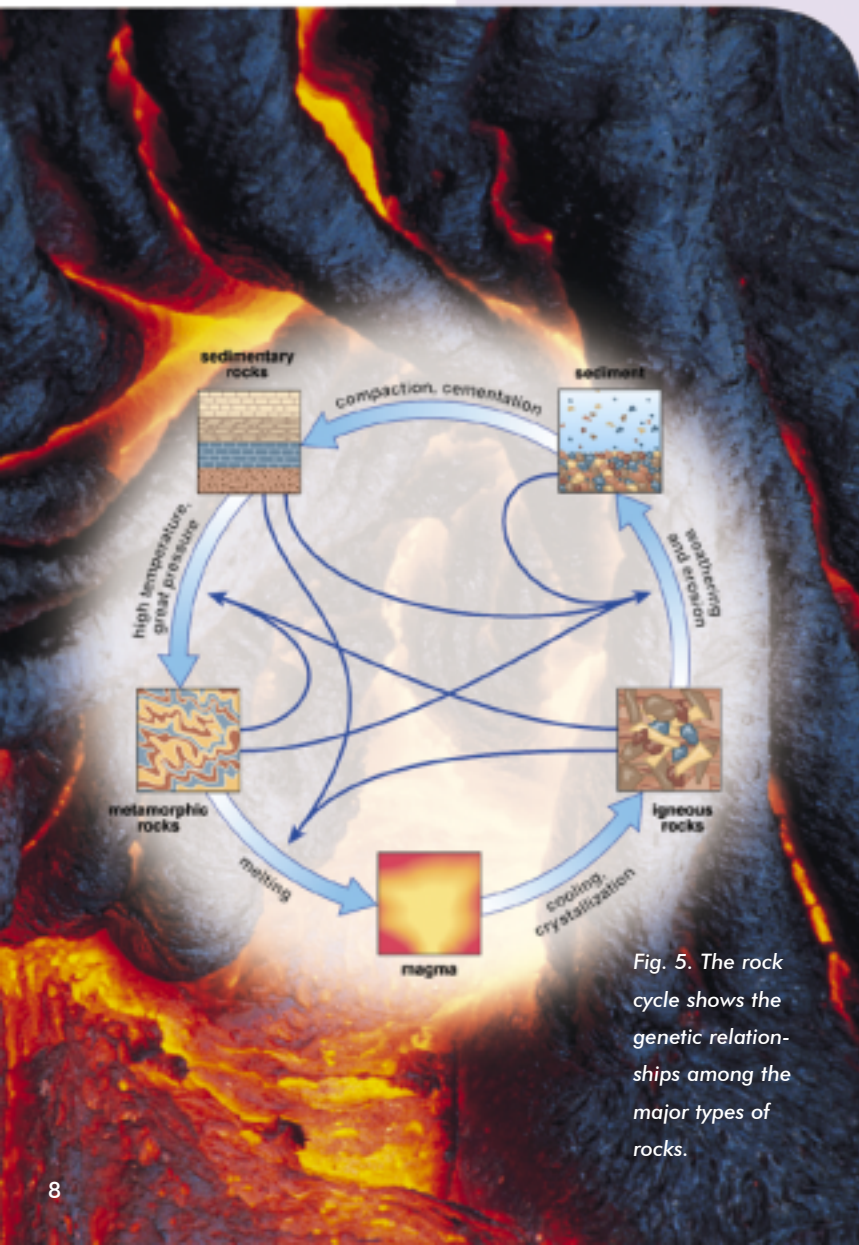 sedimentary
rocks
sediment
compaction, cementation
high temperature,
great pressure
weathering
and erosion
metamorphic
rocks
igneous
rocks
melting
cooling,
crystallization
magma
Fig. 5. The rock
cycle shows the
genetic relation-
ships among the
major types of
rocks.
8